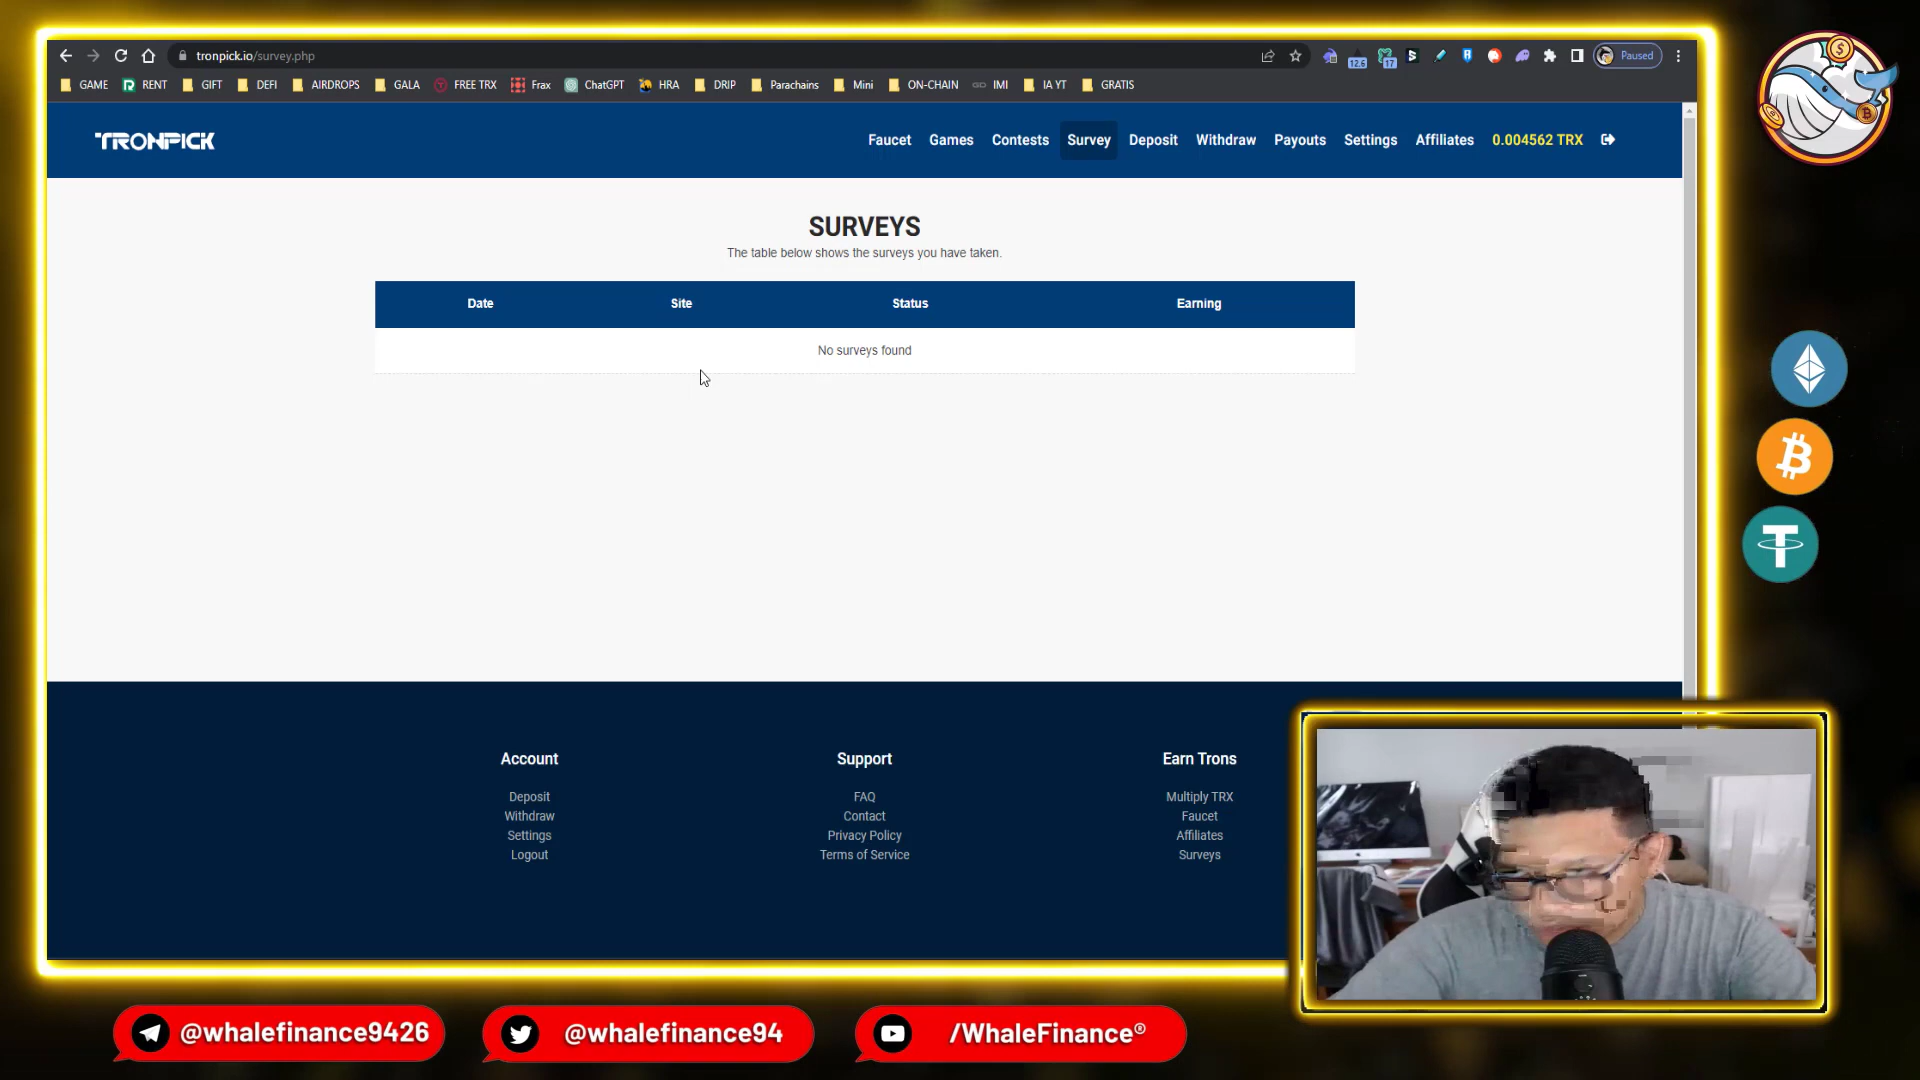 tronpick.io/survey.php
12.6
17
Paused
GAME RENT GIFT DEFI AIRDROPS GALA FREE TRX Frax ChatGPT HRA DRIP Parachains Mini ON-CHAIN IMI IA YT GRATIS
TRONPICK
Faucet Games Contests Survey Deposit Withdraw Payouts Settings Affiliates 0.004562 TRX
SURVEYS
The table below shows the surveys you have taken.
Date Site Status Earning
No surveys found
Account Support Earn Trons
Deposit FAQ Multiply TRX
Withdraw Contact Faucet
Settings Privacy Policy Affiliates
Logout Terms of Service Surveys
@whalefinance9426 @whalefinance94 /WhaleFinance®